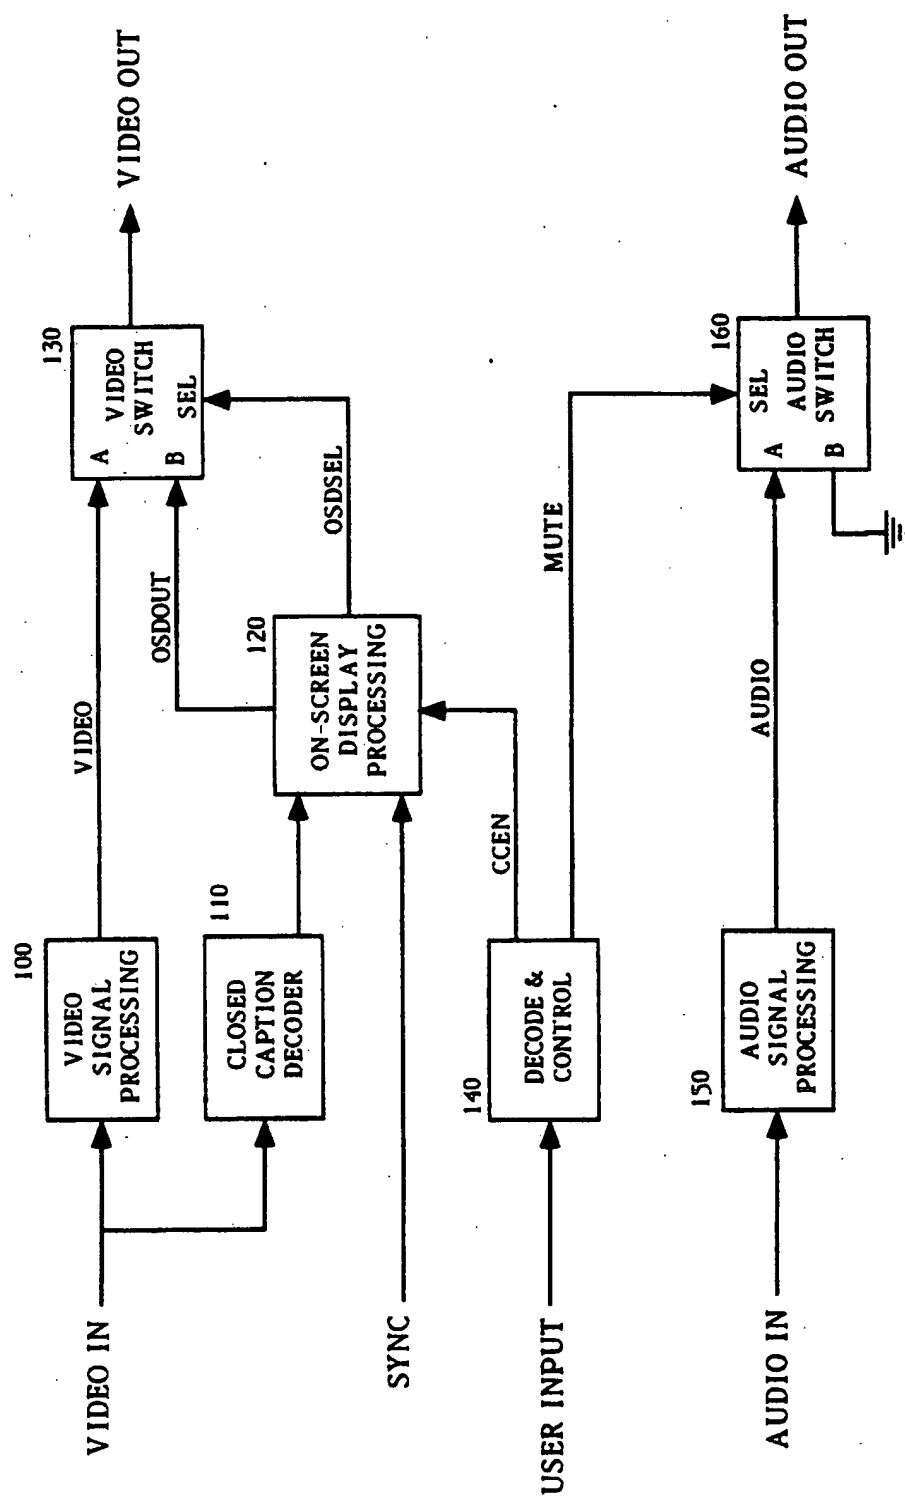 VIDEO IN
100
VIDEO
SIGNAL
PROCESSING
VIDEO
130
A
B
VIDEO
SWITCH
SEL
VIDEO OUT
110
CLOSED
CAPTION
DECODER
OSDOUT
120
ON-SCREEN
DISPLAY
PROCESSING
OSDSEL
SYNC
CCEN
USER INPUT
140
DECODE &
CONTROL
MUTE
160
SEL
A
B
AUDIO
SWITCH
AUDIO OUT
AUDIO IN
150
AUDIO
SIGNAL
PROCESSING
AUDIO